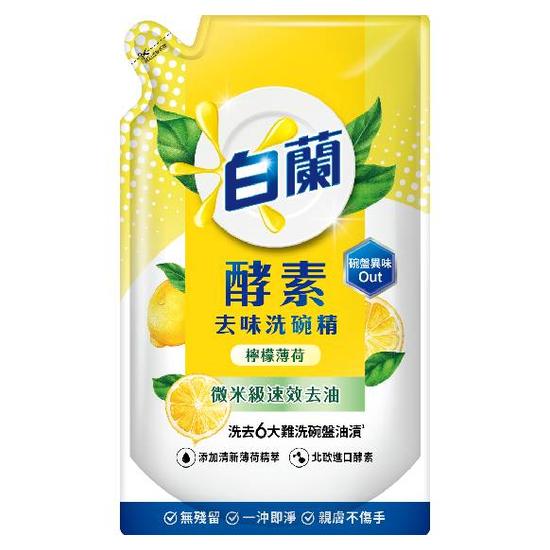 白蘭
碗盤異味
Out
酵素
去味洗碗精
檸檬薄荷
微米級速效去油
洗去6大難洗碗盤油漬¹
添加清新薄荷精萃
北歐進口酵素
無殘留
一沖即淨
親膚不傷手